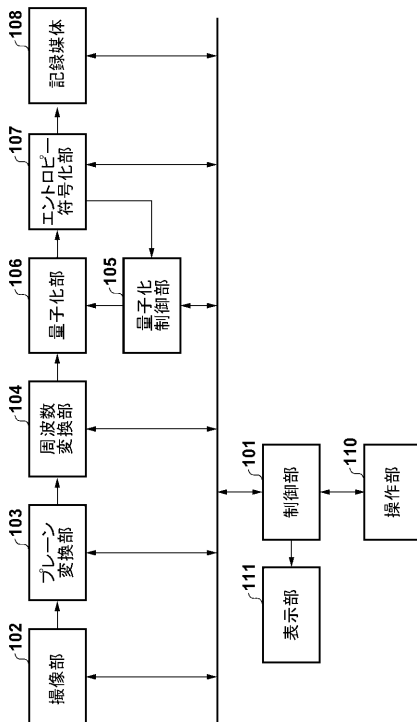 102
撮像部
103
プレーン
変換部
104
周波数
変換部
106
量子化部
107
エントロピー
符号化部
108
記録媒体
105
量子化
制御部
101
制御部
111
表示部
110
操作部